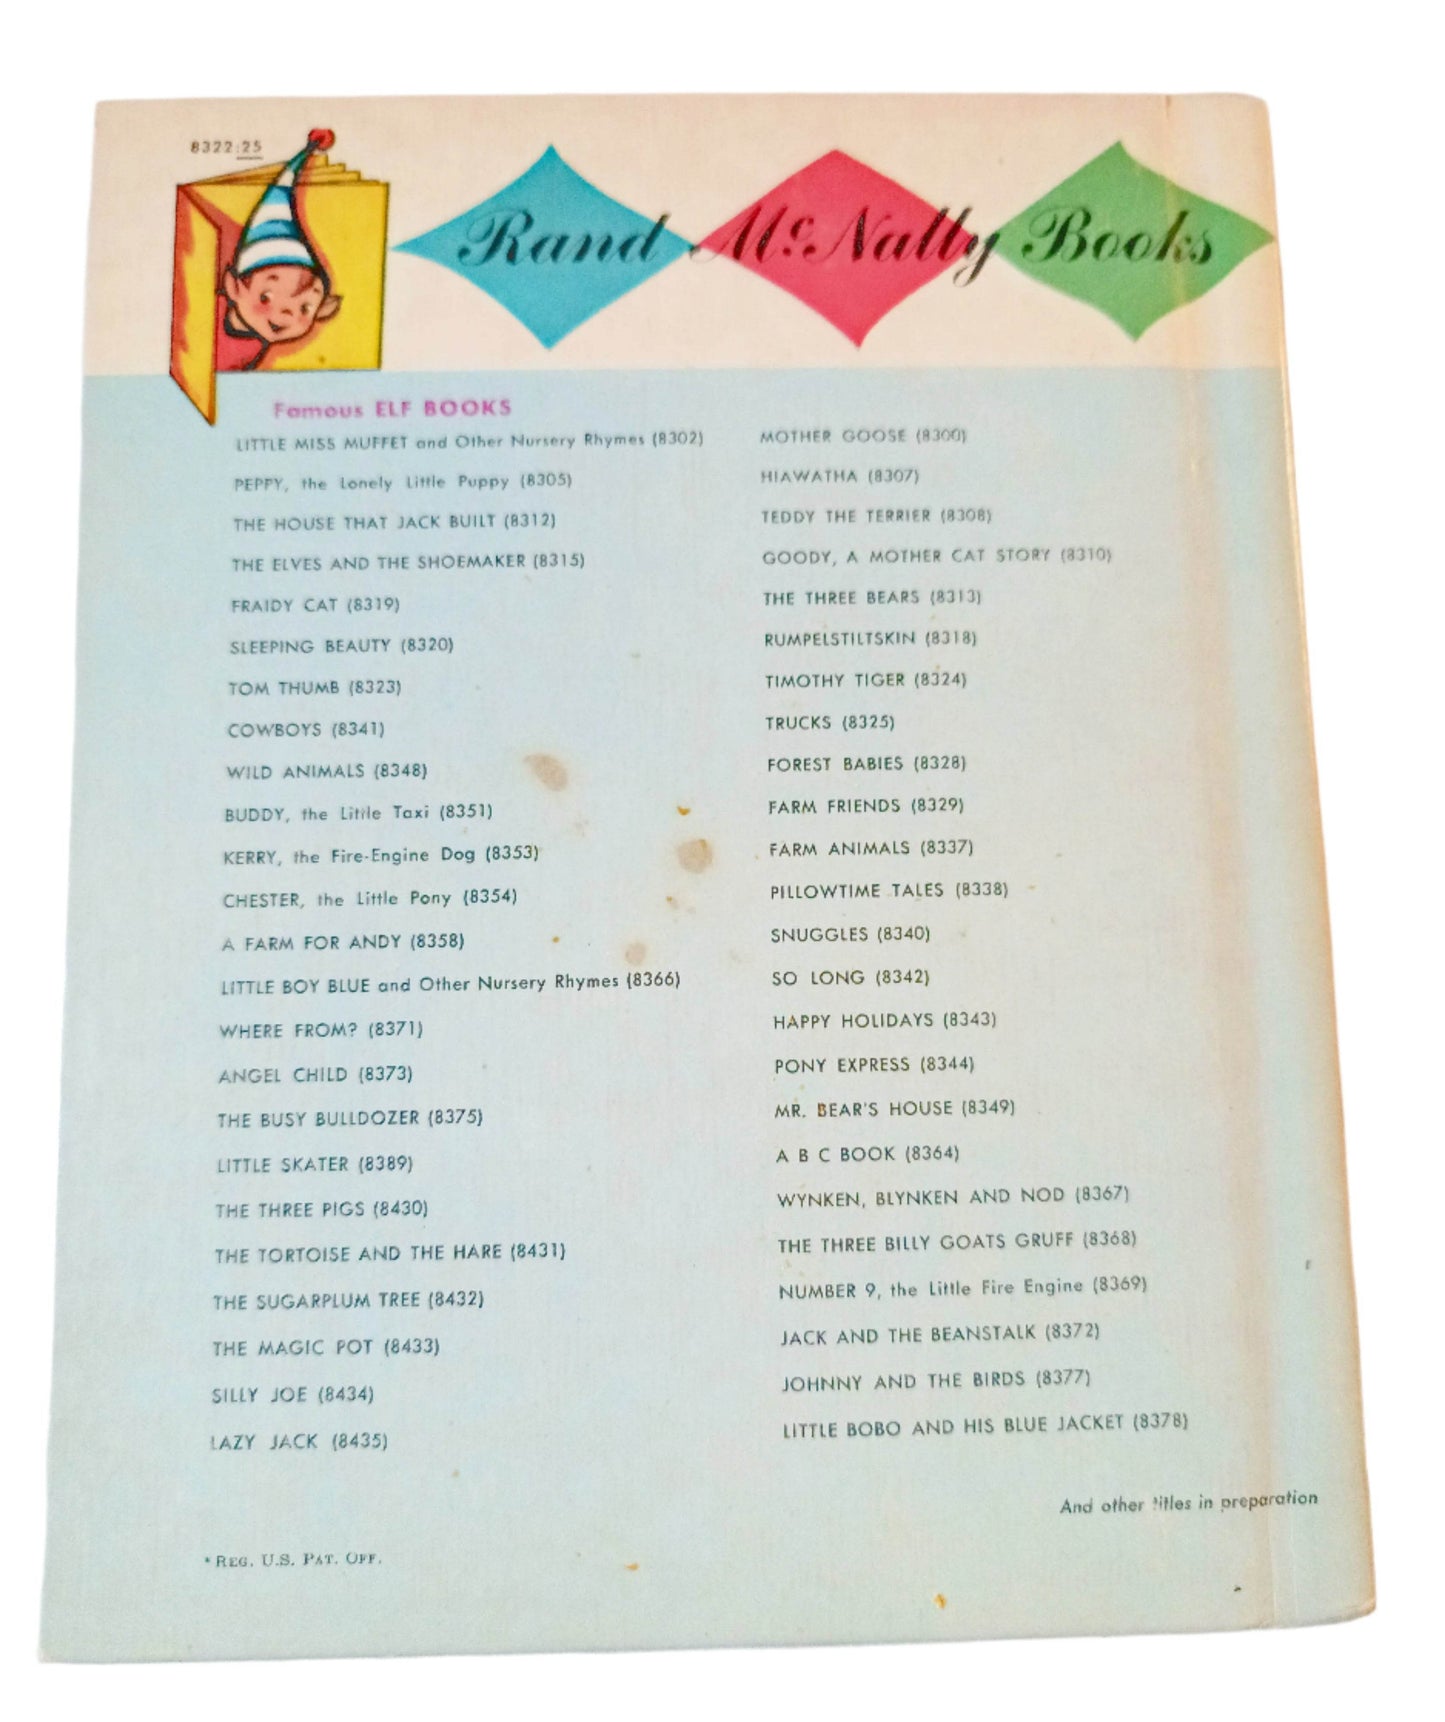 8322:25
Rand McNally Books
Famous ELF BOOKS
LITTLE MISS MUFFET and Other Nursery Rhymes (8302)
PEPPY, the Lonely Little Puppy (8305)
THE HOUSE THAT JACK BUILT (8312)
THE ELVES AND THE SHOEMAKER (8315)
FRAIDY CAT (8319)
SLEEPING BEAUTY (8320)
TOM THUMB (8323)
COWBOYS (8341)
WILD ANIMALS (8348)
BUDDY, the Little Taxi (8351)
KERRY, the Fire-Engine Dog (8353)
CHESTER, the Little Pony (8354)
A FARM FOR ANDY (8358)
LITTLE BOY BLUE and Other Nursery Rhymes (8366)
WHERE FROM? (8371)
ANGEL CHILD (8373)
THE BUSY BULLDOZER (8375)
LITTLE SKATER (8389)
THE THREE PIGS (8430)
THE TORTOISE AND THE HARE (8431)
THE SUGARPLUM TREE (8432)
THE MAGIC POT (8433)
SILLY JOE (8434)
LAZY JACK (8435)
MOTHER GOOSE (8300)
HIAWATHA (8307)
TEDDY THE TERRIER (8308)
GOODY, A MOTHER CAT STORY (8310)
THE THREE BEARS (8313)
RUMPELSTILTSKIN (8318)
TIMOTHY TIGER (8324)
TRUCKS (8325)
FOREST BABIES (8328)
FARM FRIENDS (8329)
FARM ANIMALS (8337)
PILLOWTIME TALES (8338)
SNUGGLES (8340)
SO LONG (8342)
HAPPY HOLIDAYS (8343)
PONY EXPRESS (8344)
MR. BEAR'S HOUSE (8349)
A B C BOOK (8364)
WYNKEN, BLYNKEN AND NOD (8367)
THE THREE BILLY GOATS GRUFF (8368)
NUMBER 9, the Little Fire Engine (8369)
JACK AND THE BEANSTALK (8372)
JOHNNY AND THE BIRDS (8377)
LITTLE BOBO AND HIS BLUE JACKET (8378)
And other titles in preparation
* REG. U.S. PAT. OFF.